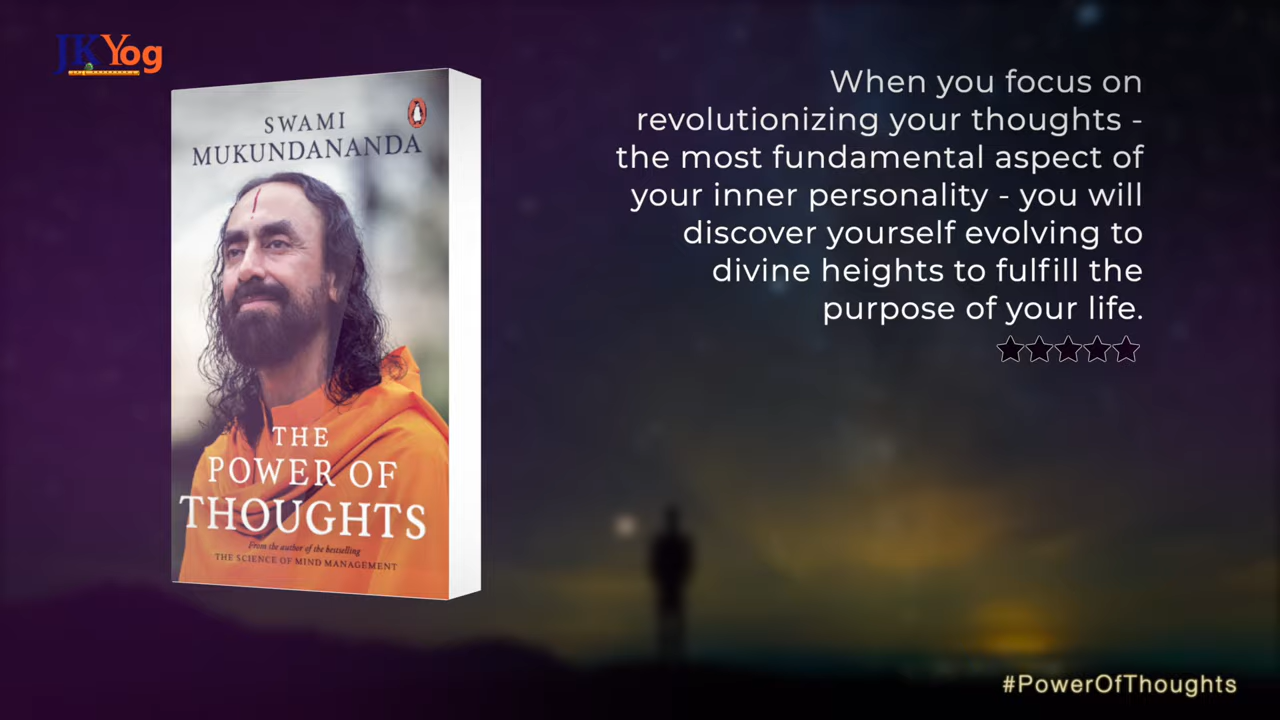 JKYog
SWAMI
MUKUNDANANDA
THE
POWER OF
THOUGHTS
From the author of the bestselling
THE SCIENCE OF MIND MANAGEMENT
When you focus on
revolutionizing your thoughts -
the most fundamental aspect of
your inner personality - you will
discover yourself evolving to
divine heights to fulfill the
purpose of your life.
#PowerOfThoughts